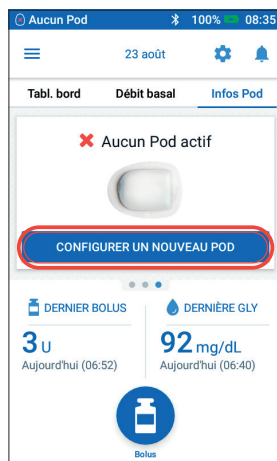 Aucun Pod 100% 08:35
23 août
Tabl. bord Débit basal Infos Pod
Aucun Pod actif
CONFIGURER UN NOUVEAU POD
DERNIER BOLUS DERNIÈRE GLY
3 U 92 mg/dL
Aujourd'hui (06:52) Aujourd'hui (06:40)
Bolus